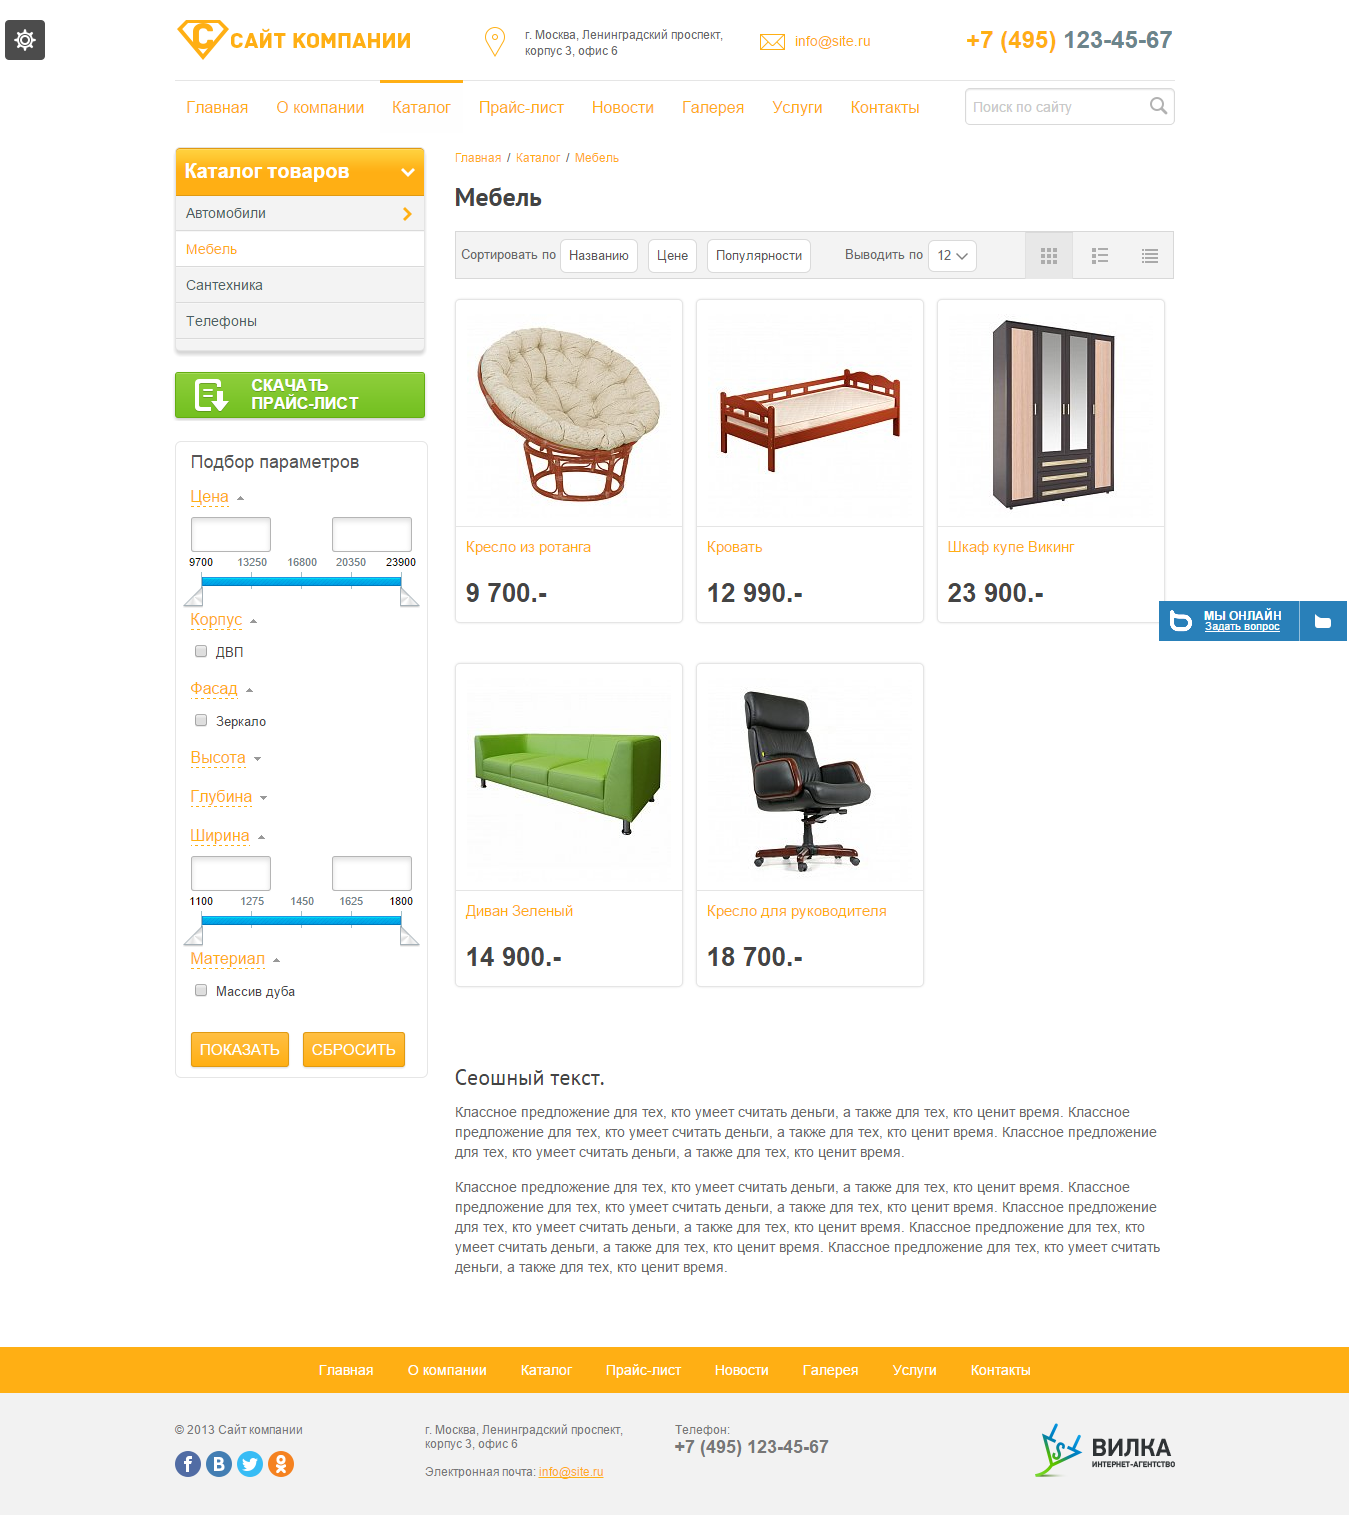 САЙТ КОМПАНИИ
г. Москва, Ленинградский проспект,
корпус 3, офис 6
info@site.ru
+7 (495) 123-45-67
Главная О компании Каталог Прайс-лист Новости Галерея Услуги Контакты
Поиск по сайту
Каталог товаров
Автомобили
Мебель
Сантехника
Телефоны
СКАЧАТЬ
ПРАЙС-ЛИСТ
Подбор параметров
Цена
9700 13250 16800 20350 23900
Корпус
ДВП
Фасад
Зеркало
Высота
Глубина
Ширина
1100 1275 1450 1625 1800
Материал
Массив дуба
ПОКАЗАТЬ СБРОСИТЬ
Главная / Каталог / Мебель
Мебель
Сортировать по Названию Цене Популярности Выводить по 12
Кресло из ротанга
9 700.-
Кровать
12 990.-
Шкаф купе Викинг
23 900.-
МЫ ОНЛАЙН
Задать вопрос
Диван Зеленый
14 900.-
Кресло для руководителя
18 700.-
Сеошный текст.
Классное предложение для тех, кто умеет считать деньги, а также для тех, кто ценит время. Классное
предложение для тех, кто умеет считать деньги, а также для тех, кто ценит время. Классное предложение
для тех, кто умеет считать деньги, а также для тех, кто ценит время.
Классное предложение для тех, кто умеет считать деньги, а также для тех, кто ценит время. Классное
предложение для тех, кто умеет считать деньги, а также для тех, кто ценит время. Классное предложение
для тех, кто умеет считать деньги, а также для тех, кто ценит время. Классное предложение для тех, кто
умеет считать деньги, а также для тех, кто ценит время. Классное предложение для тех, кто умеет считать
деньги, а также для тех, кто ценит время.
Главная О компании Каталог Прайс-лист Новости Галерея Услуги Контакты
© 2013 Сайт компании
г. Москва, Ленинградский проспект,
корпус 3, офис 6
Электронная почта: info@site.ru
Телефон:
+7 (495) 123-45-67
ВИЛКА
ИНТЕРНЕТ-АГЕНТСТВО